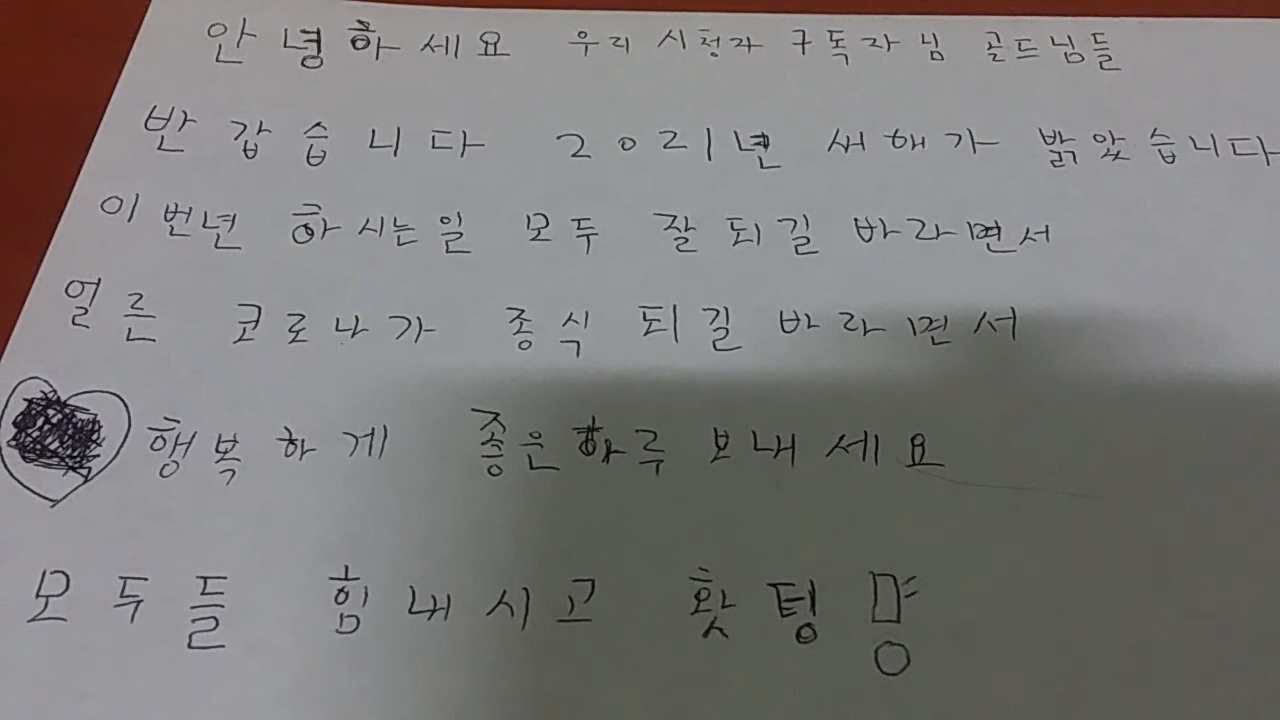 안녕하세요 우리 시청자 구독자님 골드님들
반갑습니다 2021년 써해가 밝았습니다
이번년 하시는일 모두 잘 되길 바라면서
얼른 코로나가 종식 되길 바라면서
행복하게 좋은하루 보내세요
모두들 힘내시고 홧팅